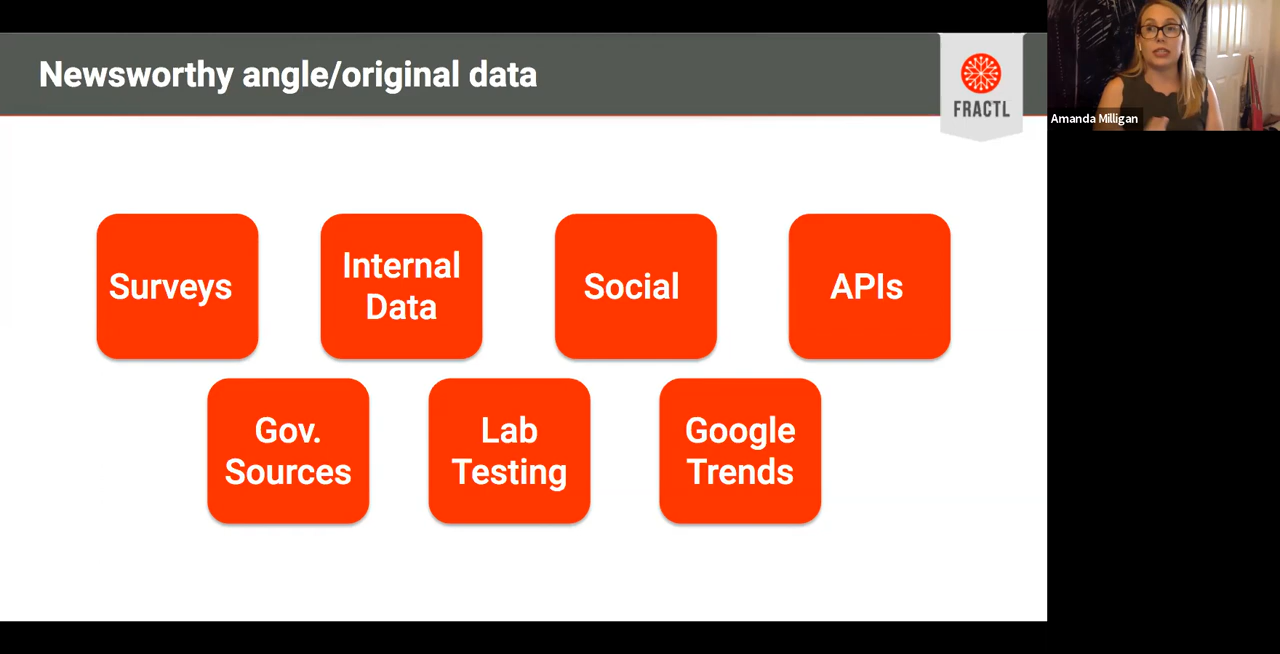 Newsworthy angle/original data
FRACTL
Amanda Milligan
Surveys
Internal
Data
Social
APIs
Gov.
Sources
Lab
Testing
Google
Trends